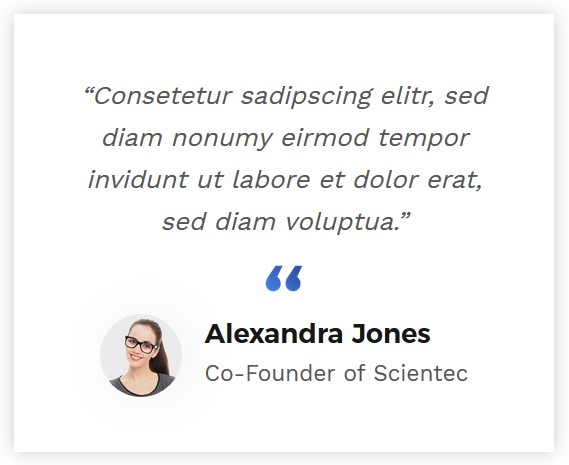 “Consetetur sadipscing elitr, sed
diam nonumy eirmod tempor
invidunt ut labore et dolor erat,
sed diam voluptua.”
“
Alexandra Jones
Co-Founder of Scientec